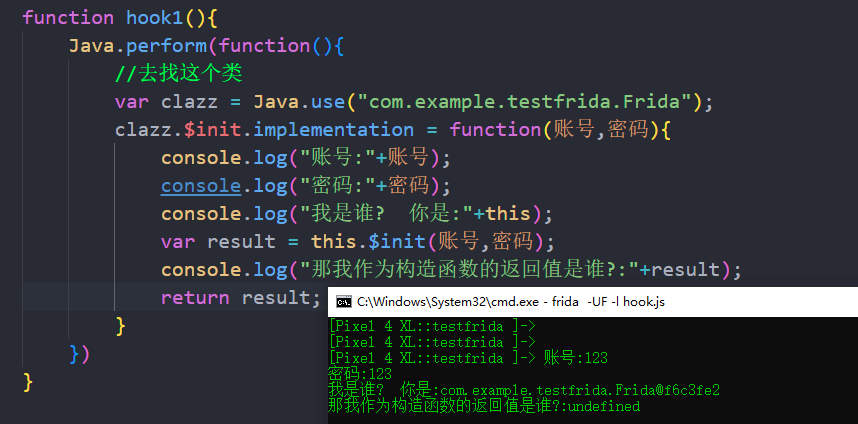 function hook1(){
Java.perform(function(){
//去找这个类
var clazz = Java.use("com.example.testfrida.Frida");
clazz.$init.implementation = function(账号,密码){
console.log("账号:"+账号);
console.log("密码:"+密码);
console.log("我是谁?  你是:"+this);
var result = this.$init(账号,密码);
console.log("那我作为构造函数的返回值是谁?:"+result);
return result;
}
})
}
C:\Windows\System32\cmd.exe - frida  -UF -l hook.js
[Pixel 4 XL::testfrida ]->
[Pixel 4 XL::testfrida ]->
[Pixel 4 XL::testfrida ]-> 账号:123
密码:123
我是谁?  你是:com.example.testfrida.Frida@f6c3fe2
那我作为构造函数的返回值是谁?:undefined